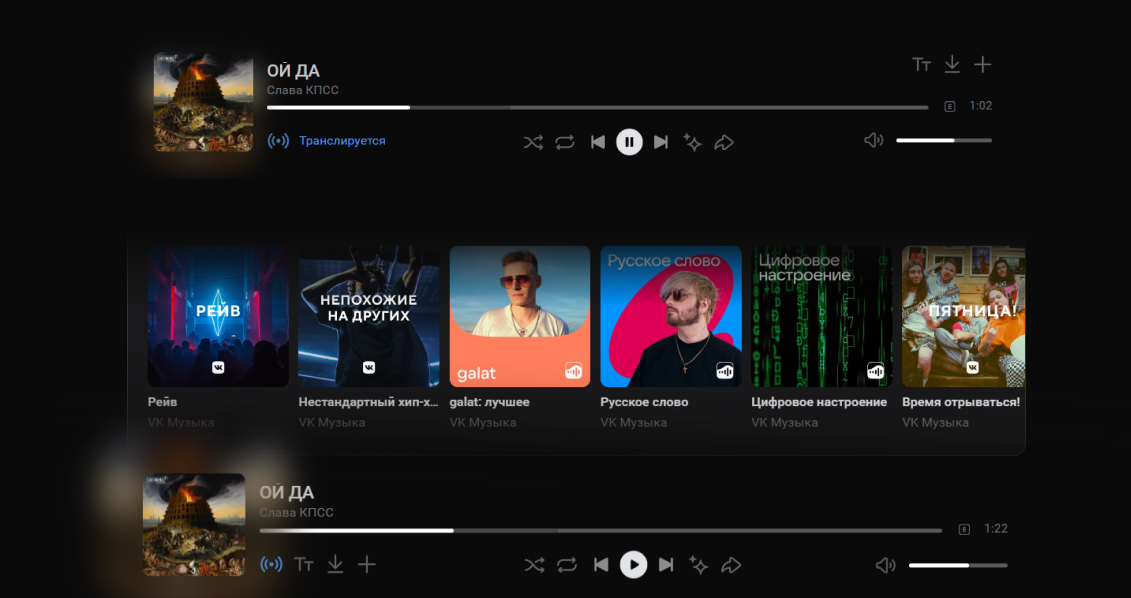 ОЙ ДА
Слава КПСС
E 1:02
Транслируется
РЕЙВ
НЕПОХОЖИЕ
НА ДРУГИХ
galat
Русское слово
Цифровое
настроение
ПЯТНИЦА!
Рейв
VK Музыка
Нестандартный хип-х...
VK Музыка
galat: лучшее
VK Музыка
Русское слово
VK Музыка
Цифровое настроение
VK Музыка
Время отрываться!
VK Музыка
ОЙ ДА
Слава КПСС
E 1:22